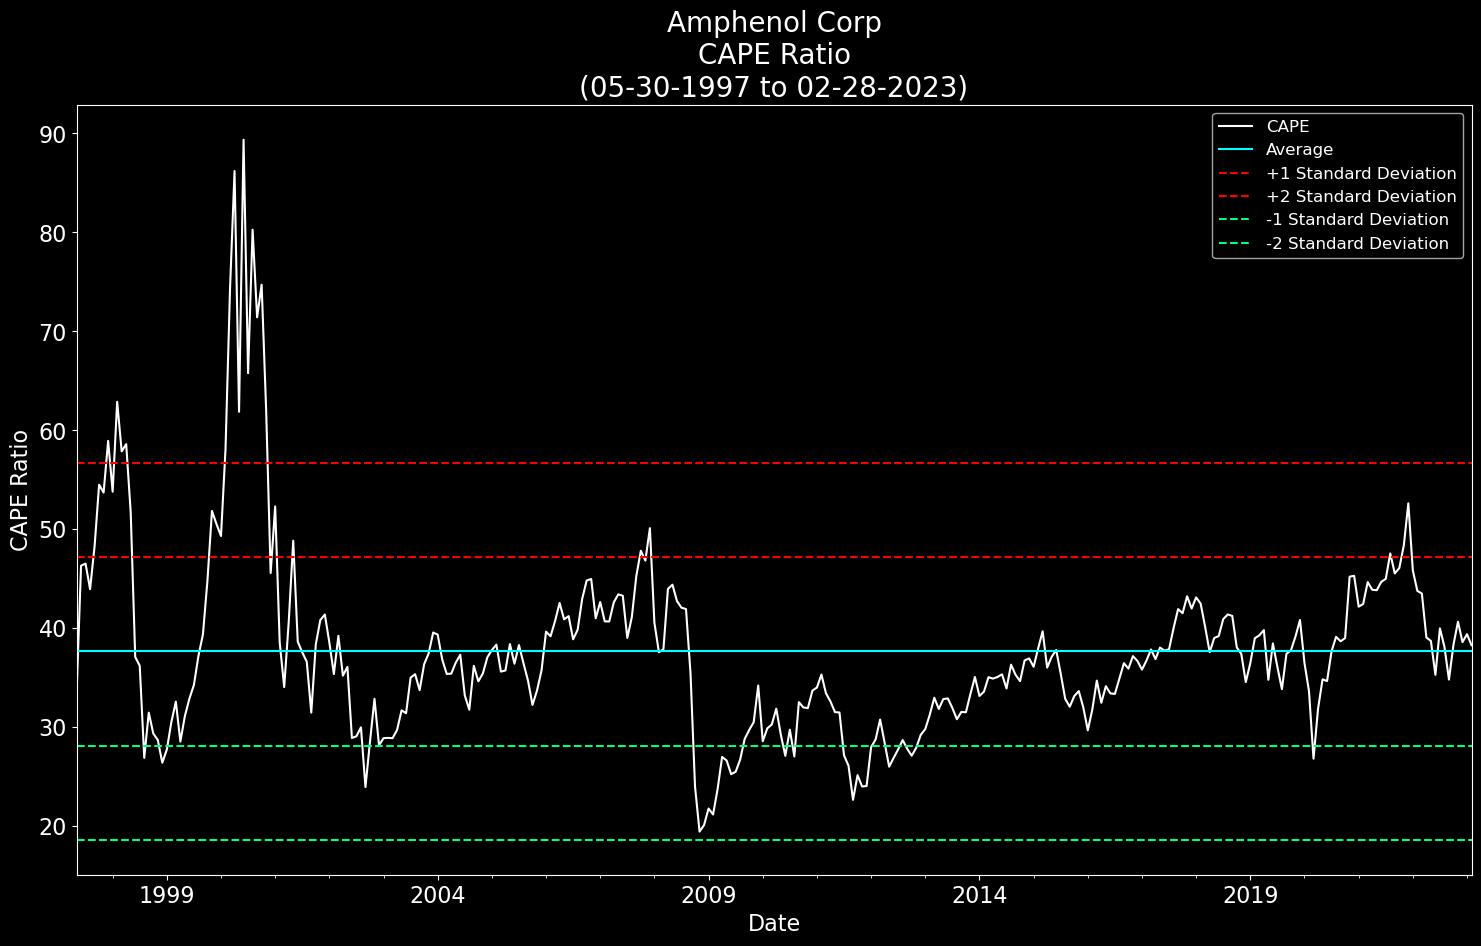 Amphenol Corp
CAPE Ratio
(05-30-1997 to 02-28-2023)
CAPE
Average
+1 Standard Deviation
+2 Standard Deviation
-1 Standard Deviation
-2 Standard Deviation
CAPE Ratio
90
80
70
60
50
40
30
20
1999 2004 2009 2014 2019
Date